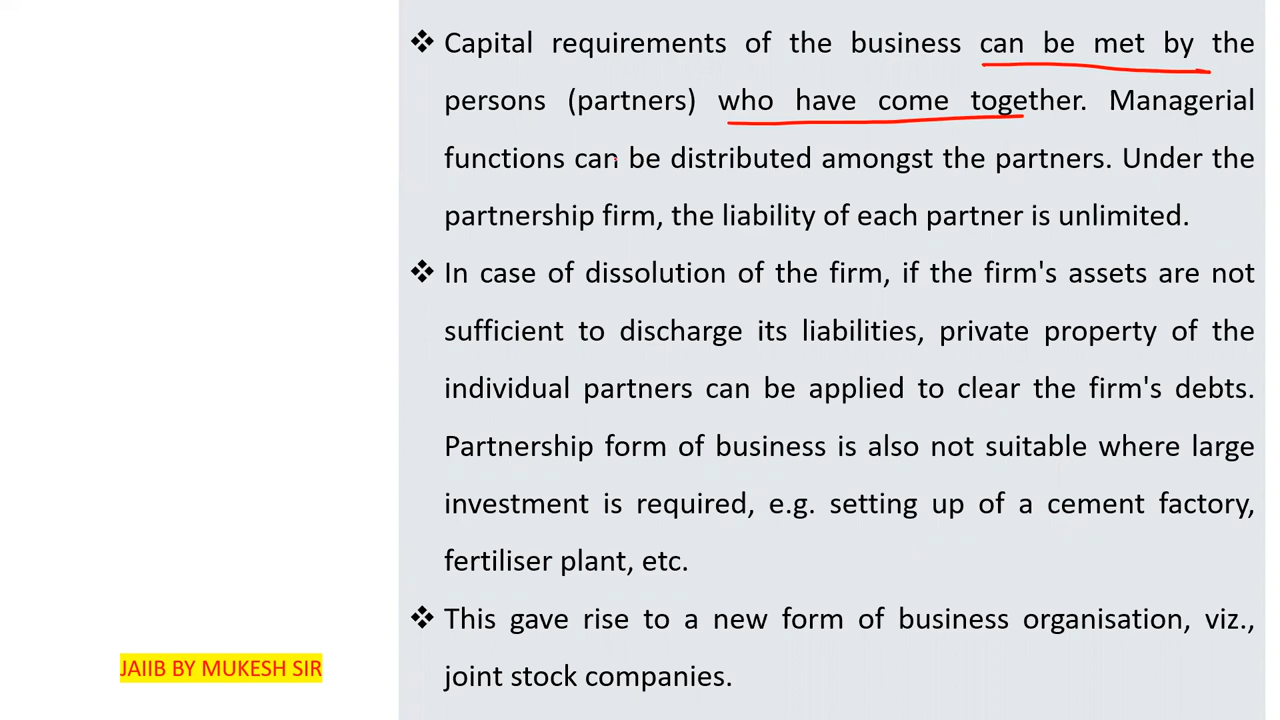 ❖ Capital requirements of the business can be met by the
persons (partners) who have come together. Managerial
functions can be distributed amongst the partners. Under the
partnership firm, the liability of each partner is unlimited.
❖ In case of dissolution of the firm, if the firm's assets are not
sufficient to discharge its liabilities, private property of the
individual partners can be applied to clear the firm's debts.
Partnership form of business is also not suitable where large
investment is required, e.g. setting up of a cement factory,
fertiliser plant, etc.
❖ This gave rise to a new form of business organisation, viz.,
joint stock companies.
JAIIB BY MUKESH SIR